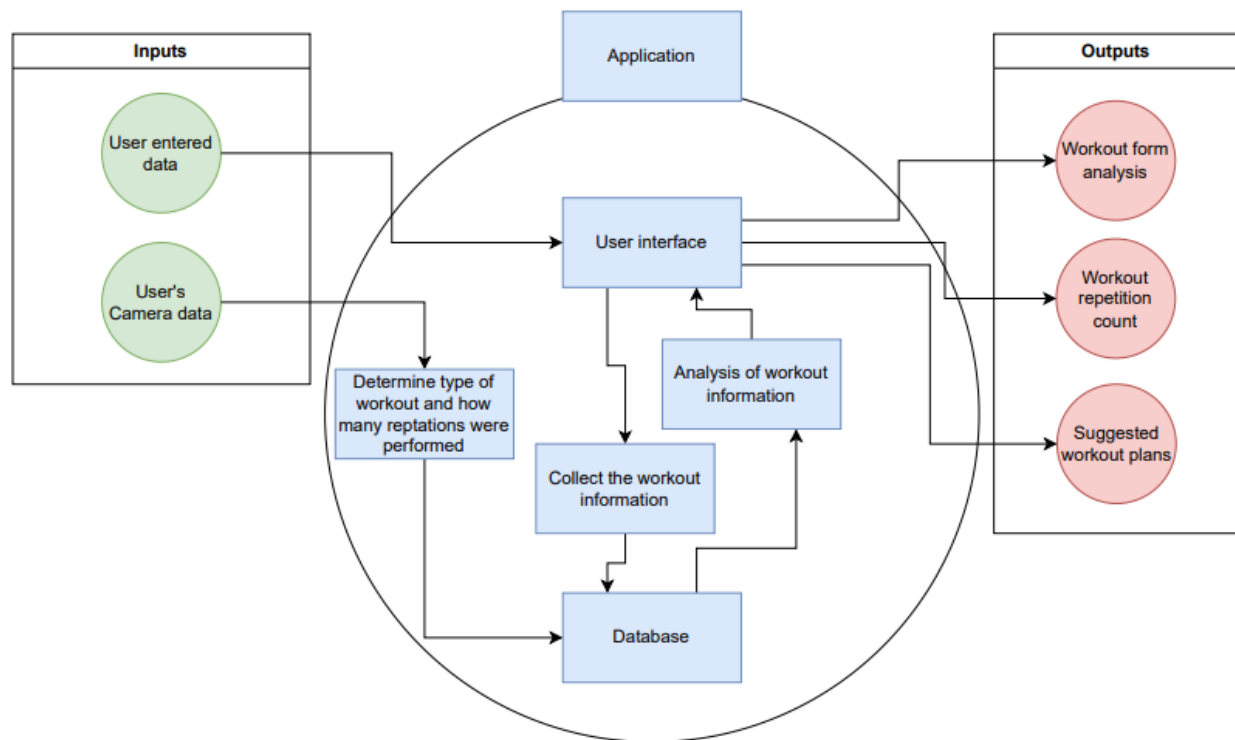 Inputs
User entered
data
User's
Camera data
Application
User interface
Determine type of
workout and how
many reptations were
performed
Analysis of workout
information
Collect the workout
information
Database
Outputs
Workout form
analysis
Workout
repetition
count
Suggested
workout plans